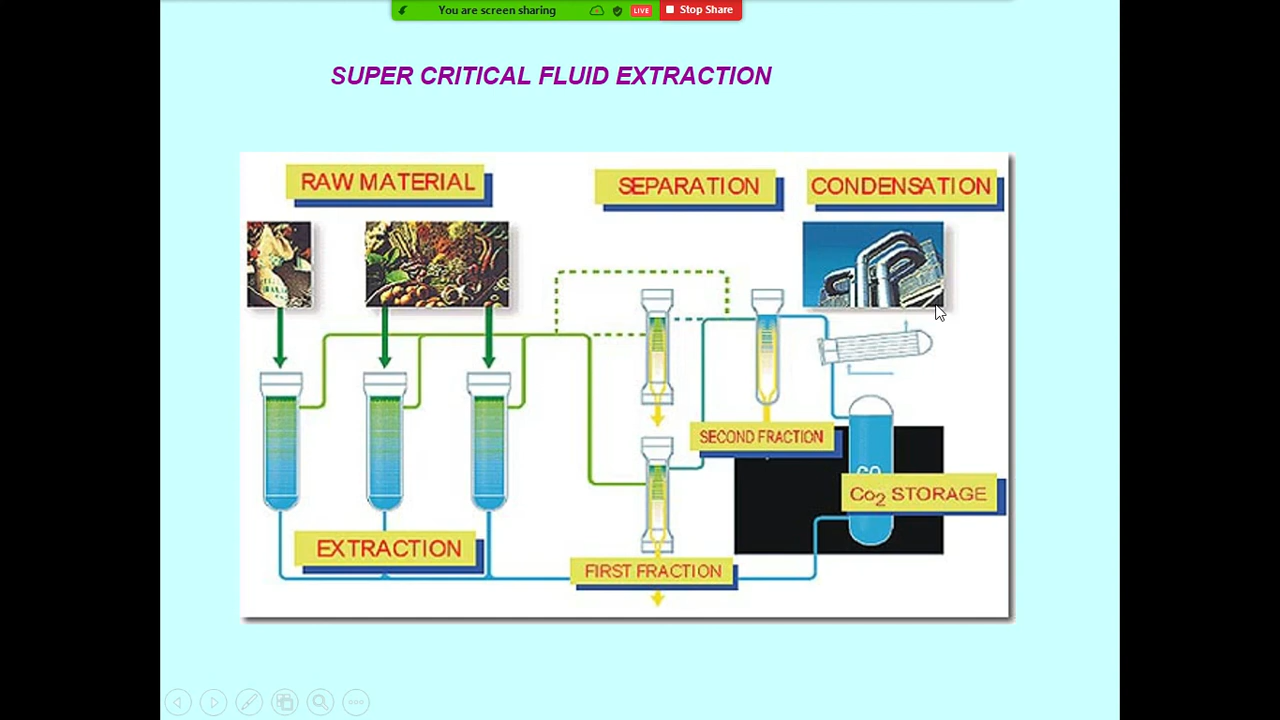 You are screen sharing
LIVE
Stop Share
SUPER CRITICAL FLUID EXTRACTION
RAW MATERIAL
SEPARATION
CONDENSATION
SECOND FRACTION
Co2 STORAGE
EXTRACTION
FIRST FRACTION